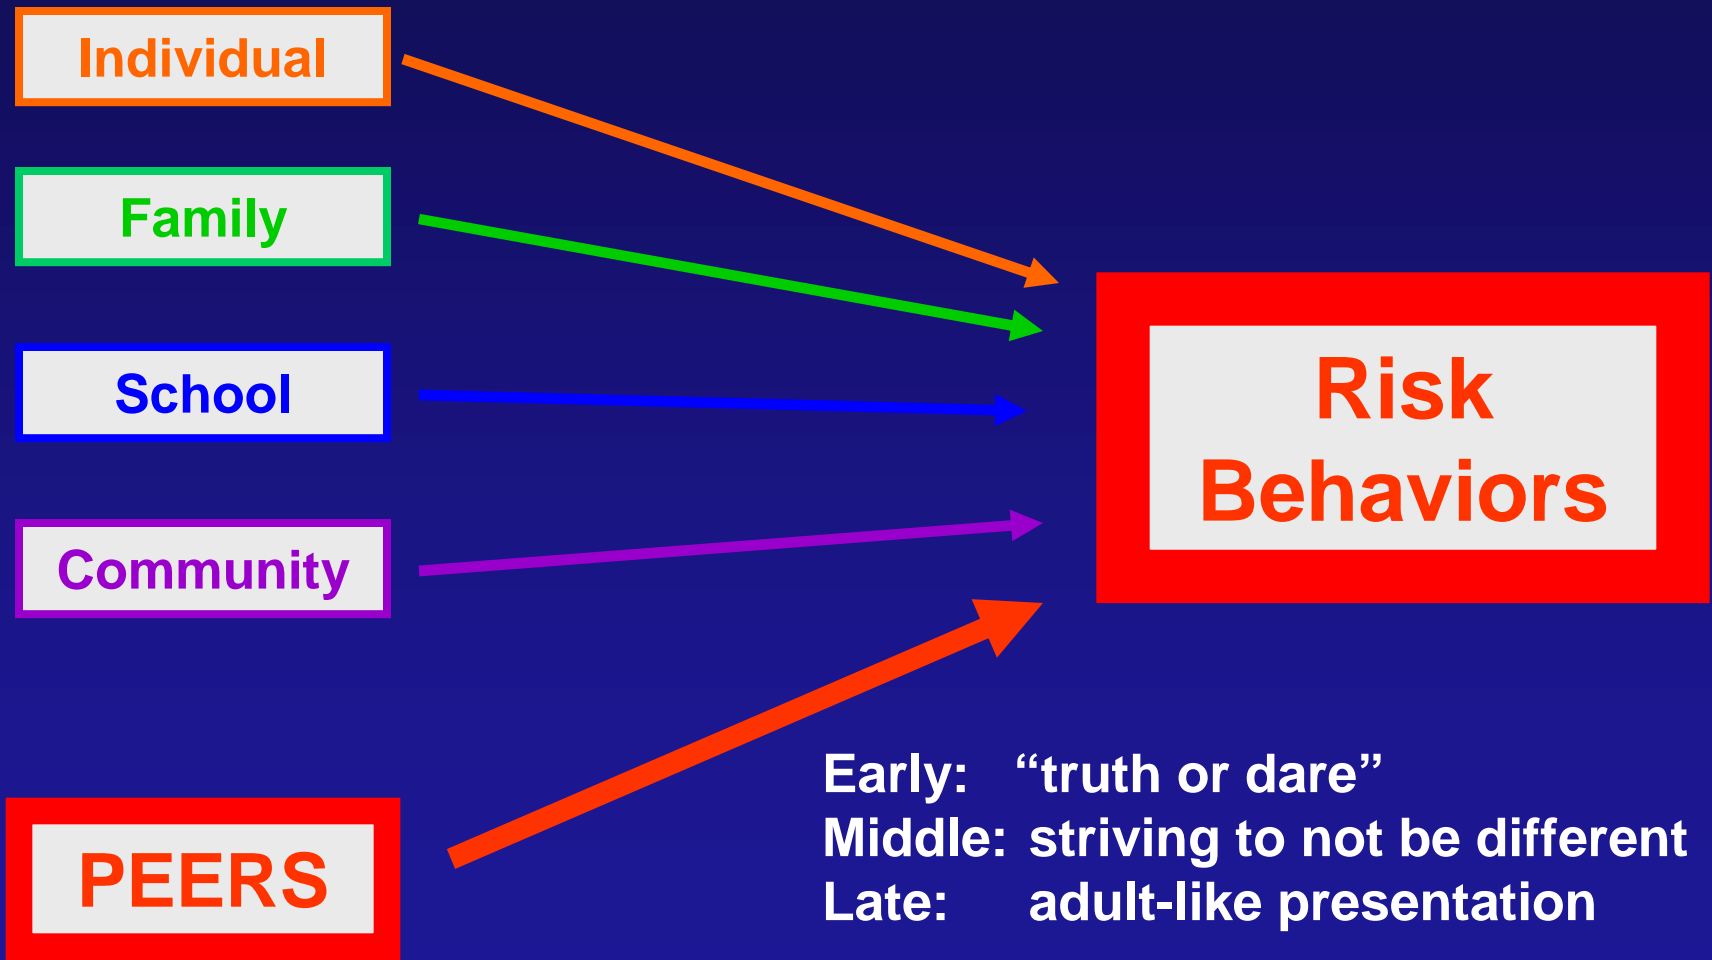 Individual
Family
School
Community
PEERS
Risk
Behaviors
Early: “truth or dare”
Middle: striving to not be different
Late: adult-like presentation